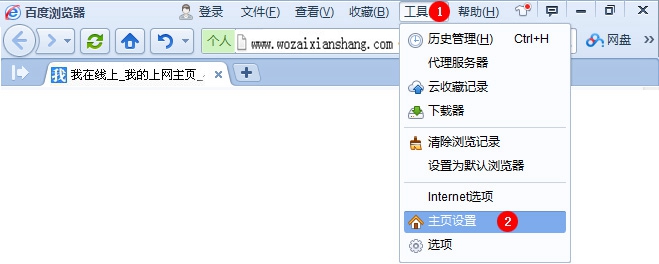 百度浏览器 登录 文件(F) 查看(V) 收藏(B) 工具 1 帮助(H)
个人 www.wozaixianshang.com 网盘
我在线上_我的上网主页_
历史管理(H) Ctrl+H
代理服务器
云收藏记录
下载器
清除浏览记录
设置为默认浏览器
Internet选项
主页设置 2
选项